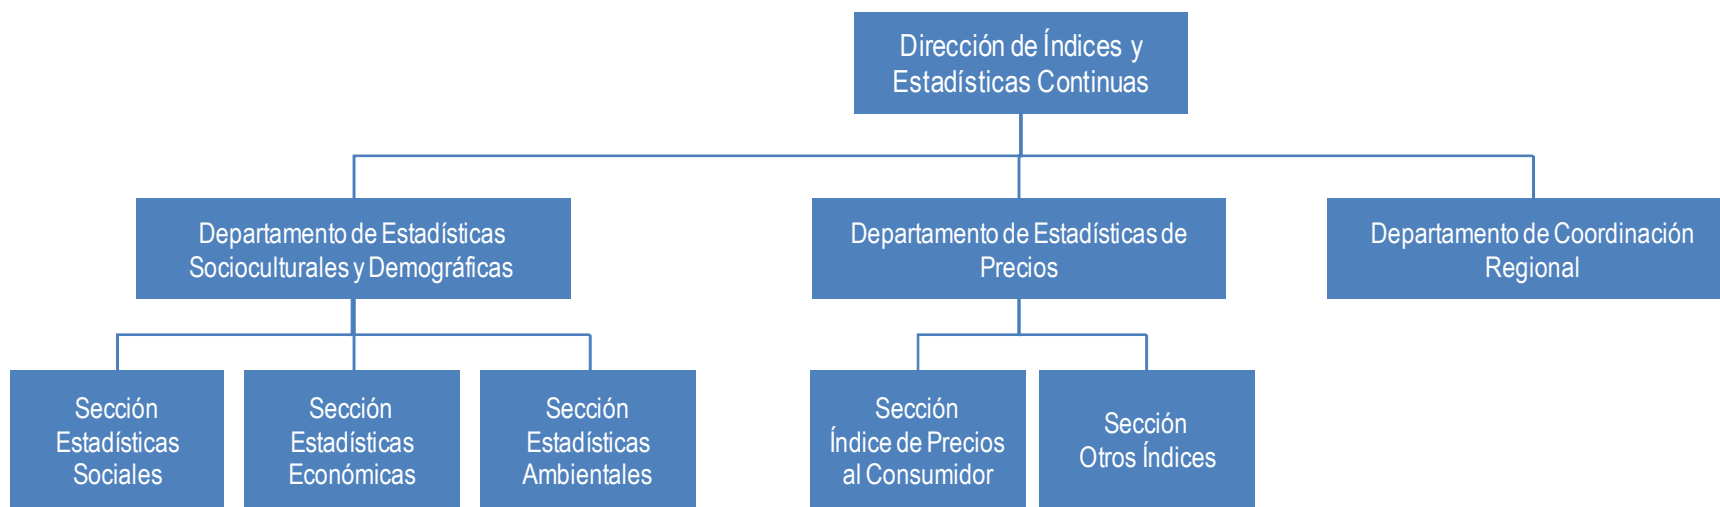 Dirección de Índices y
Estadísticas Continuas
Departamento de Estadísticas
Socioculturales y Demográficas
Departamento de Estadísticas de
Precios
Departamento de Coordinación
Regional
Sección
Estadísticas
Sociales
Sección
Estadísticas
Económicas
Sección
Estadísticas
Ambientales
Sección
Índice de Precios
al Consumidor
Sección
Otros Índices